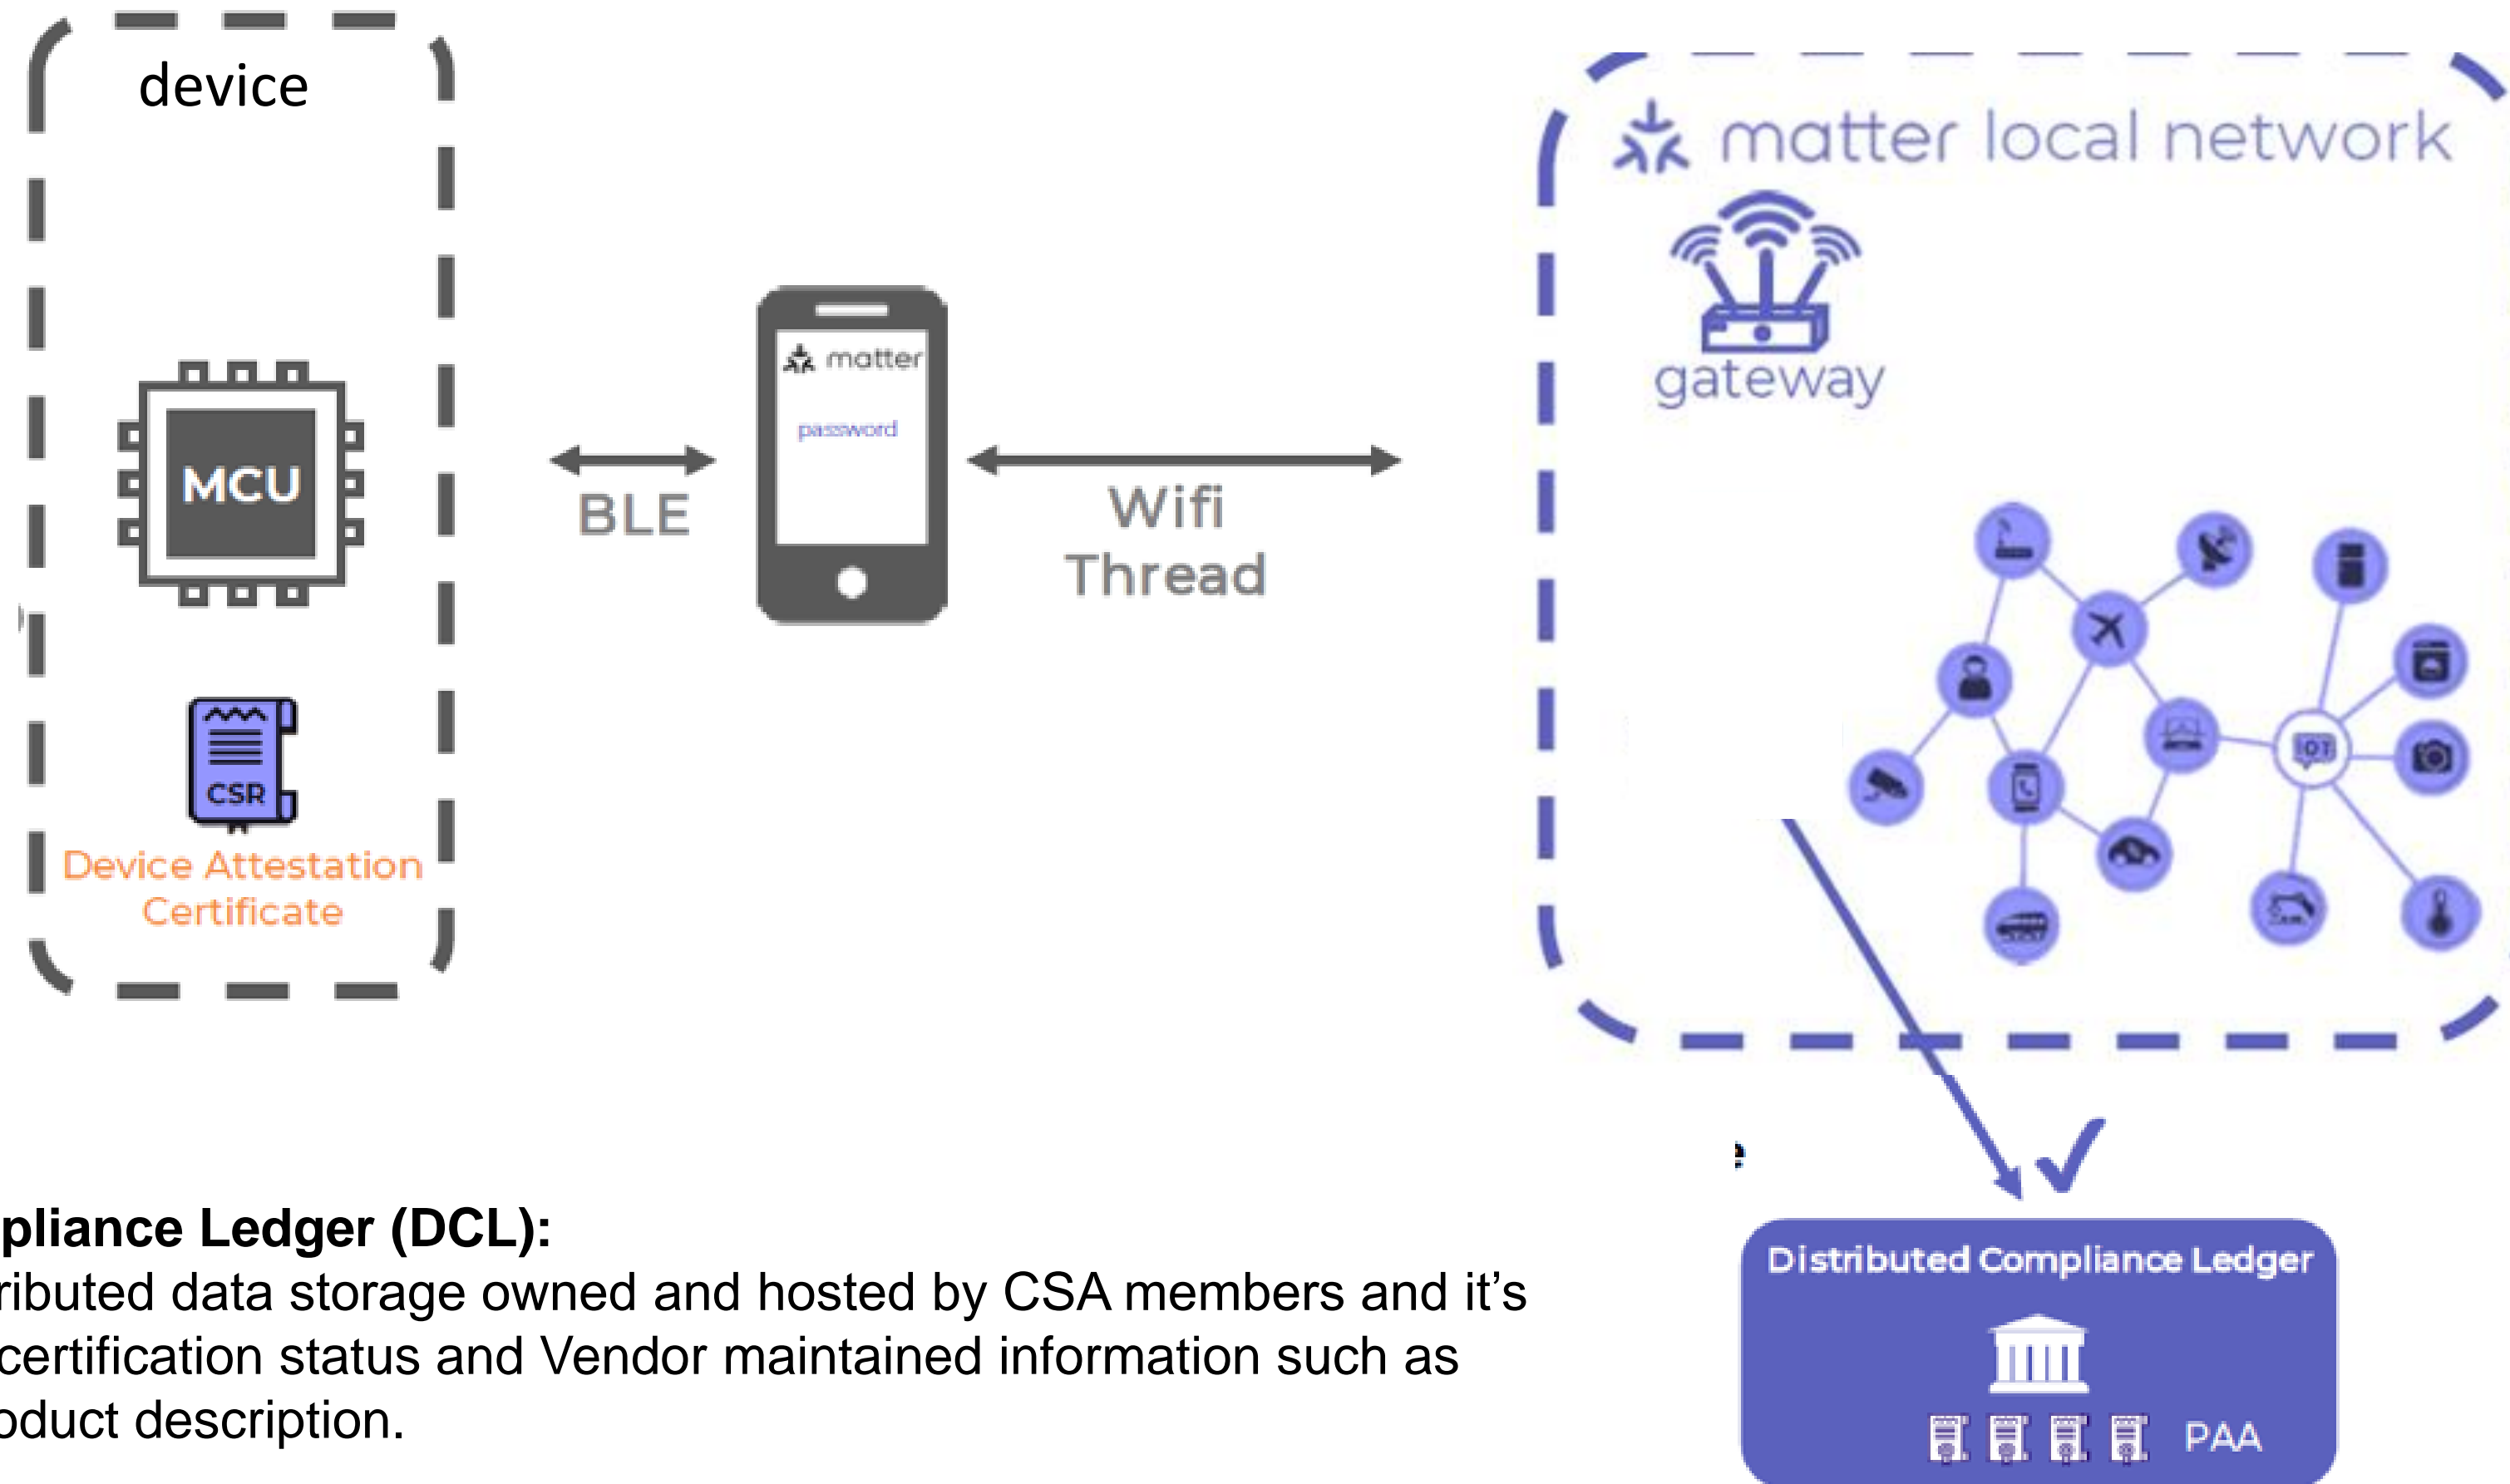 device
MCU
CSR
Device Attestation
Certificate
BLE
matter
password
Wifi
Thread
matter local network
gateway
IOT
pliance Ledger (DCL):
ributed data storage owned and hosted by CSA members and it’s
certification status and Vendor maintained information such as
oduct description.
e
Distributed Compliance Ledger
PAA